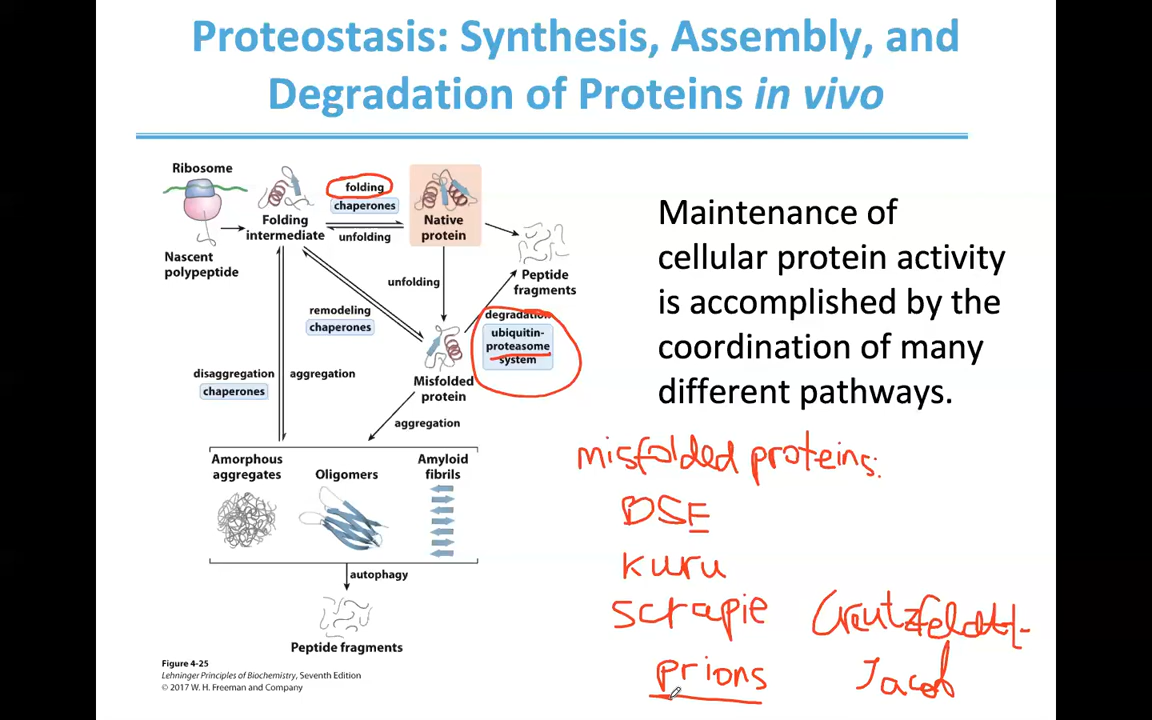 Proteostasis: Synthesis, Assembly, and
Degradation of Proteins in vivo
Ribosome
Nascent
polypeptide
Folding
intermediate
folding
chaperones
unfolding
Native
protein
Peptide
fragments
unfolding
remodeling
chaperones
degradation
ubiquitin-
proteasome
system
Misfolded
protein
disaggregation
chaperones
aggregation
aggregation
Amorphous
aggregates
Oligomers
Amyloid
fibrils
autophagy
Peptide fragments
Figure 4-25
Lehninger Principles of Biochemistry, Seventh Edition
© 2017 W. H. Freeman and Company
Maintenance of
cellular protein activity
is accomplished by the
coordination of many
different pathways.
misfolded proteins:
BSE
kuru
scrapie
Creutzfeldt-
Jacob
prions